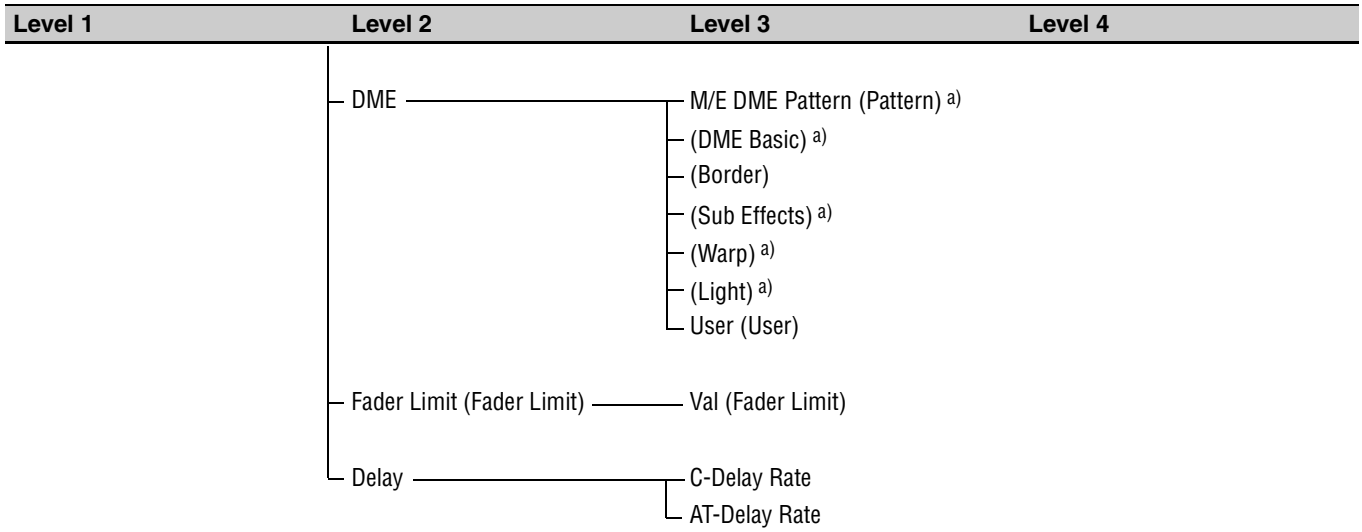 Level 1 Level 2 Level 3 Level 4
DME M/E DME Pattern (Pattern) a)
(DME Basic) a)
(Border)
(Sub Effects) a)
(Warp) a)
(Light) a)
User (User)
Fader Limit (Fader Limit) Val (Fader Limit)
Delay C-Delay Rate
AT-Delay Rate